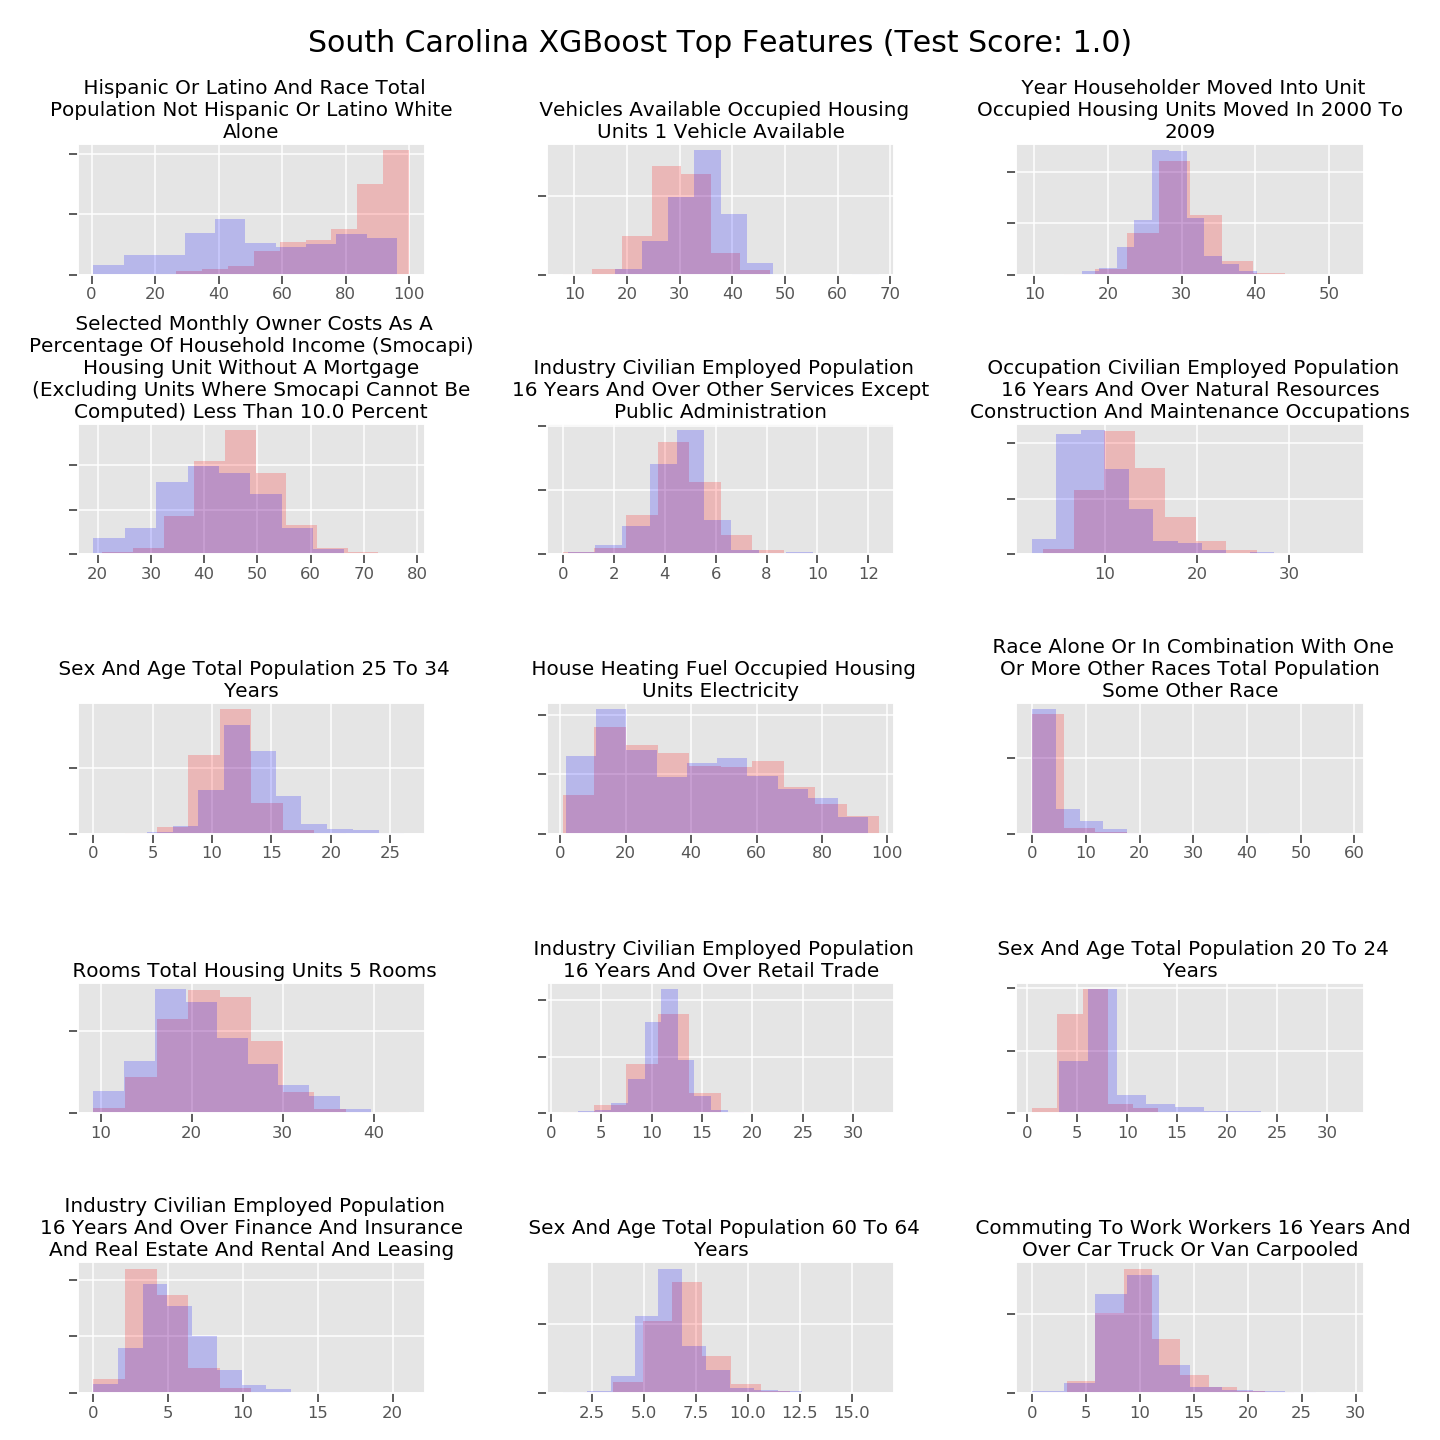 South Carolina XGBoost Top Features (Test Score: 1.0)
Hispanic Or Latino And Race Total
Population Not Hispanic Or Latino White
Alone
0 20 40 60 80 100
Vehicles Available Occupied Housing
Units 1 Vehicle Available
10 20 30 40 50 60 70
Year Householder Moved Into Unit
Occupied Housing Units Moved In 2000 To
2009
10 20 30 40 50
Selected Monthly Owner Costs As A
Percentage Of Household Income (Smocapi)
Housing Unit Without A Mortgage
(Excluding Units Where Smocapi Cannot Be
Computed) Less Than 10.0 Percent
20 30 40 50 60 70 80
Industry Civilian Employed Population
16 Years And Over Other Services Except
Public Administration
0 2 4 6 8 10 12
Occupation Civilian Employed Population
16 Years And Over Natural Resources
Construction And Maintenance Occupations
10 20 30
Sex And Age Total Population 25 To 34
Years
0 5 10 15 20 25
House Heating Fuel Occupied Housing
Units Electricity
0 20 40 60 80 100
Race Alone Or In Combination With One
Or More Other Races Total Population
Some Other Race
0 10 20 30 40 50 60
Rooms Total Housing Units 5 Rooms
10 20 30 40
Industry Civilian Employed Population
16 Years And Over Retail Trade
0 5 10 15 20 25 30
Sex And Age Total Population 20 To 24
Years
0 5 10 15 20 25 30
Industry Civilian Employed Population
16 Years And Over Finance And Insurance
And Real Estate And Rental And Leasing
0 5 10 15 20
Sex And Age Total Population 60 To 64
Years
2.5 5.0 7.5 10.0 12.5 15.0
Commuting To Work Workers 16 Years And
Over Car Truck Or Van Carpooled
0 5 10 15 20 25 30